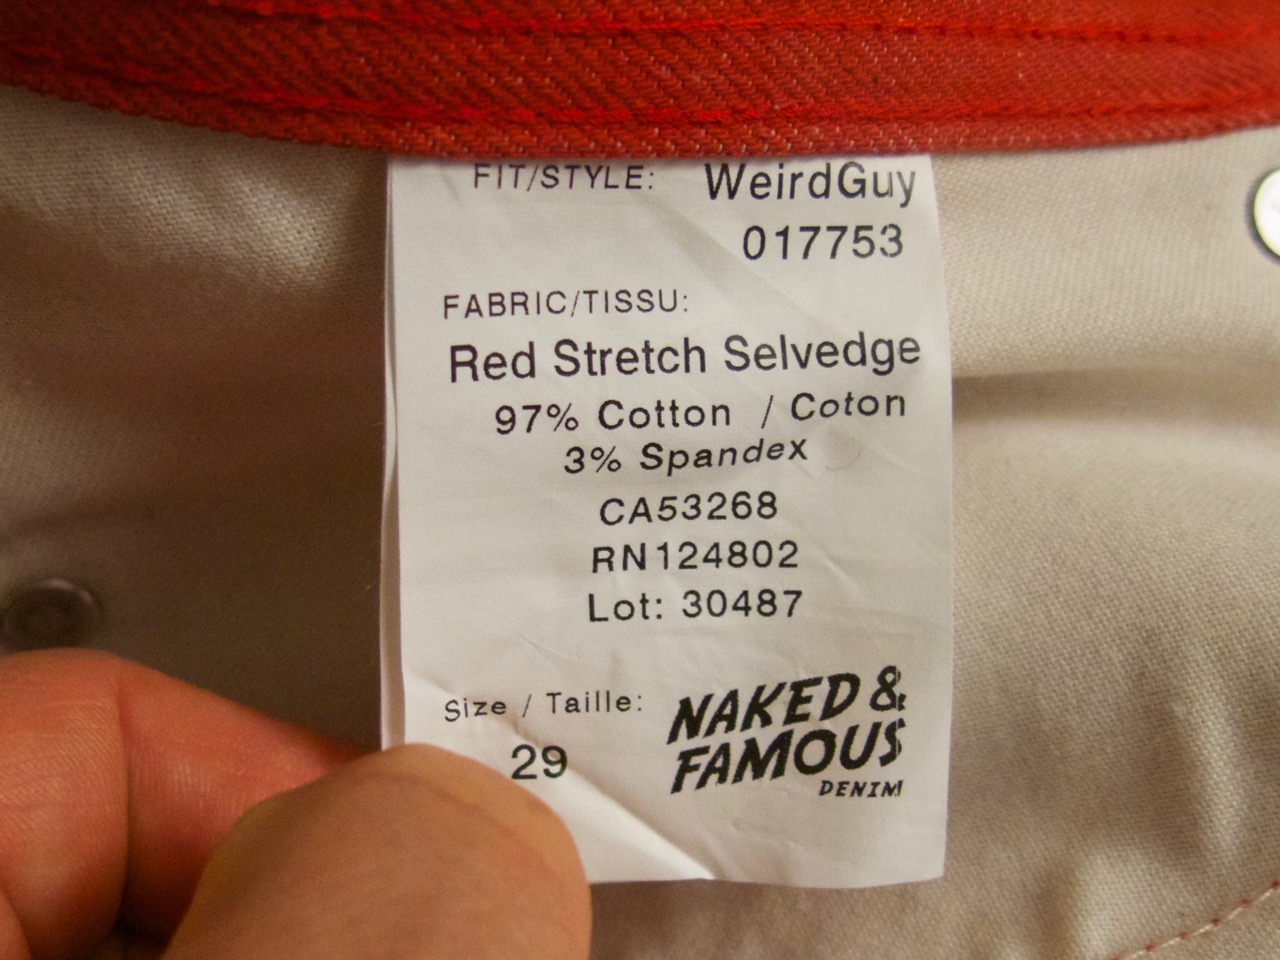 FIT/STYLE: WeirdGuy
017753
FABRIC/TISSU:
Red Stretch Selvedge
97% Cotton / Coton
3% Spandex
CA53268
RN124802
Lot: 30487
Size / Taille:
29
NAKED &
FAMOUS
DENIM